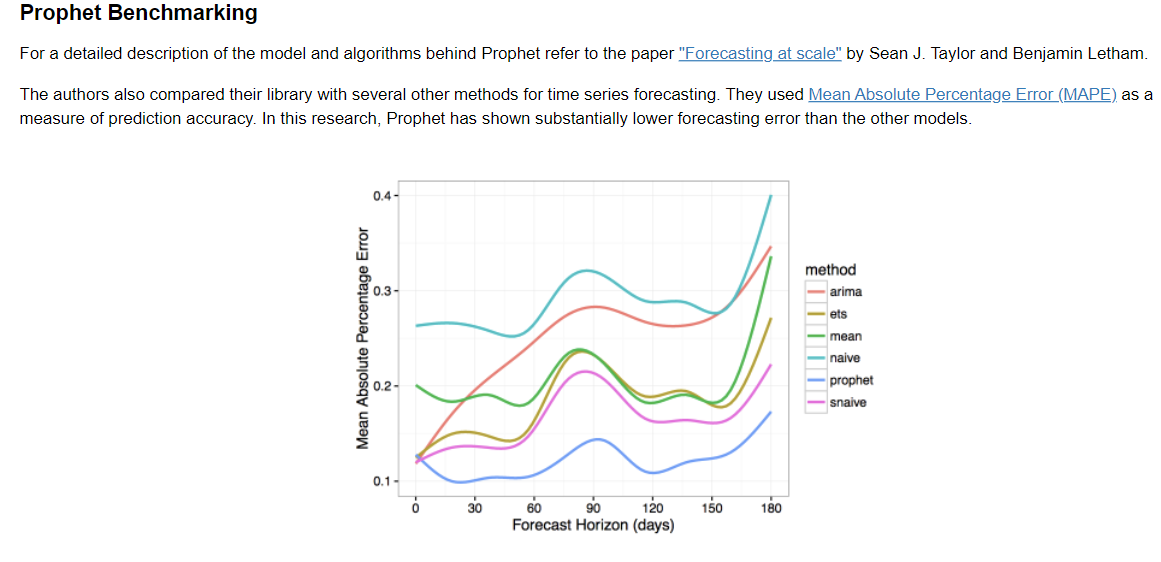 Prophet Benchmarking
For a detailed description of the model and algorithms behind Prophet refer to the paper "Forecasting at scale" by Sean J. Taylor and Benjamin Letham.
The authors also compared their library with several other methods for time series forecasting. They used Mean Absolute Percentage Error (MAPE) as a
measure of prediction accuracy. In this research, Prophet has shown substantially lower forecasting error than the other models.
Mean Absolute Percentage Error
0.4
0.3
0.2
0.1
0 30 60 90 120 150 180
Forecast Horizon (days)
method
arima
ets
mean
naive
prophet
snaive